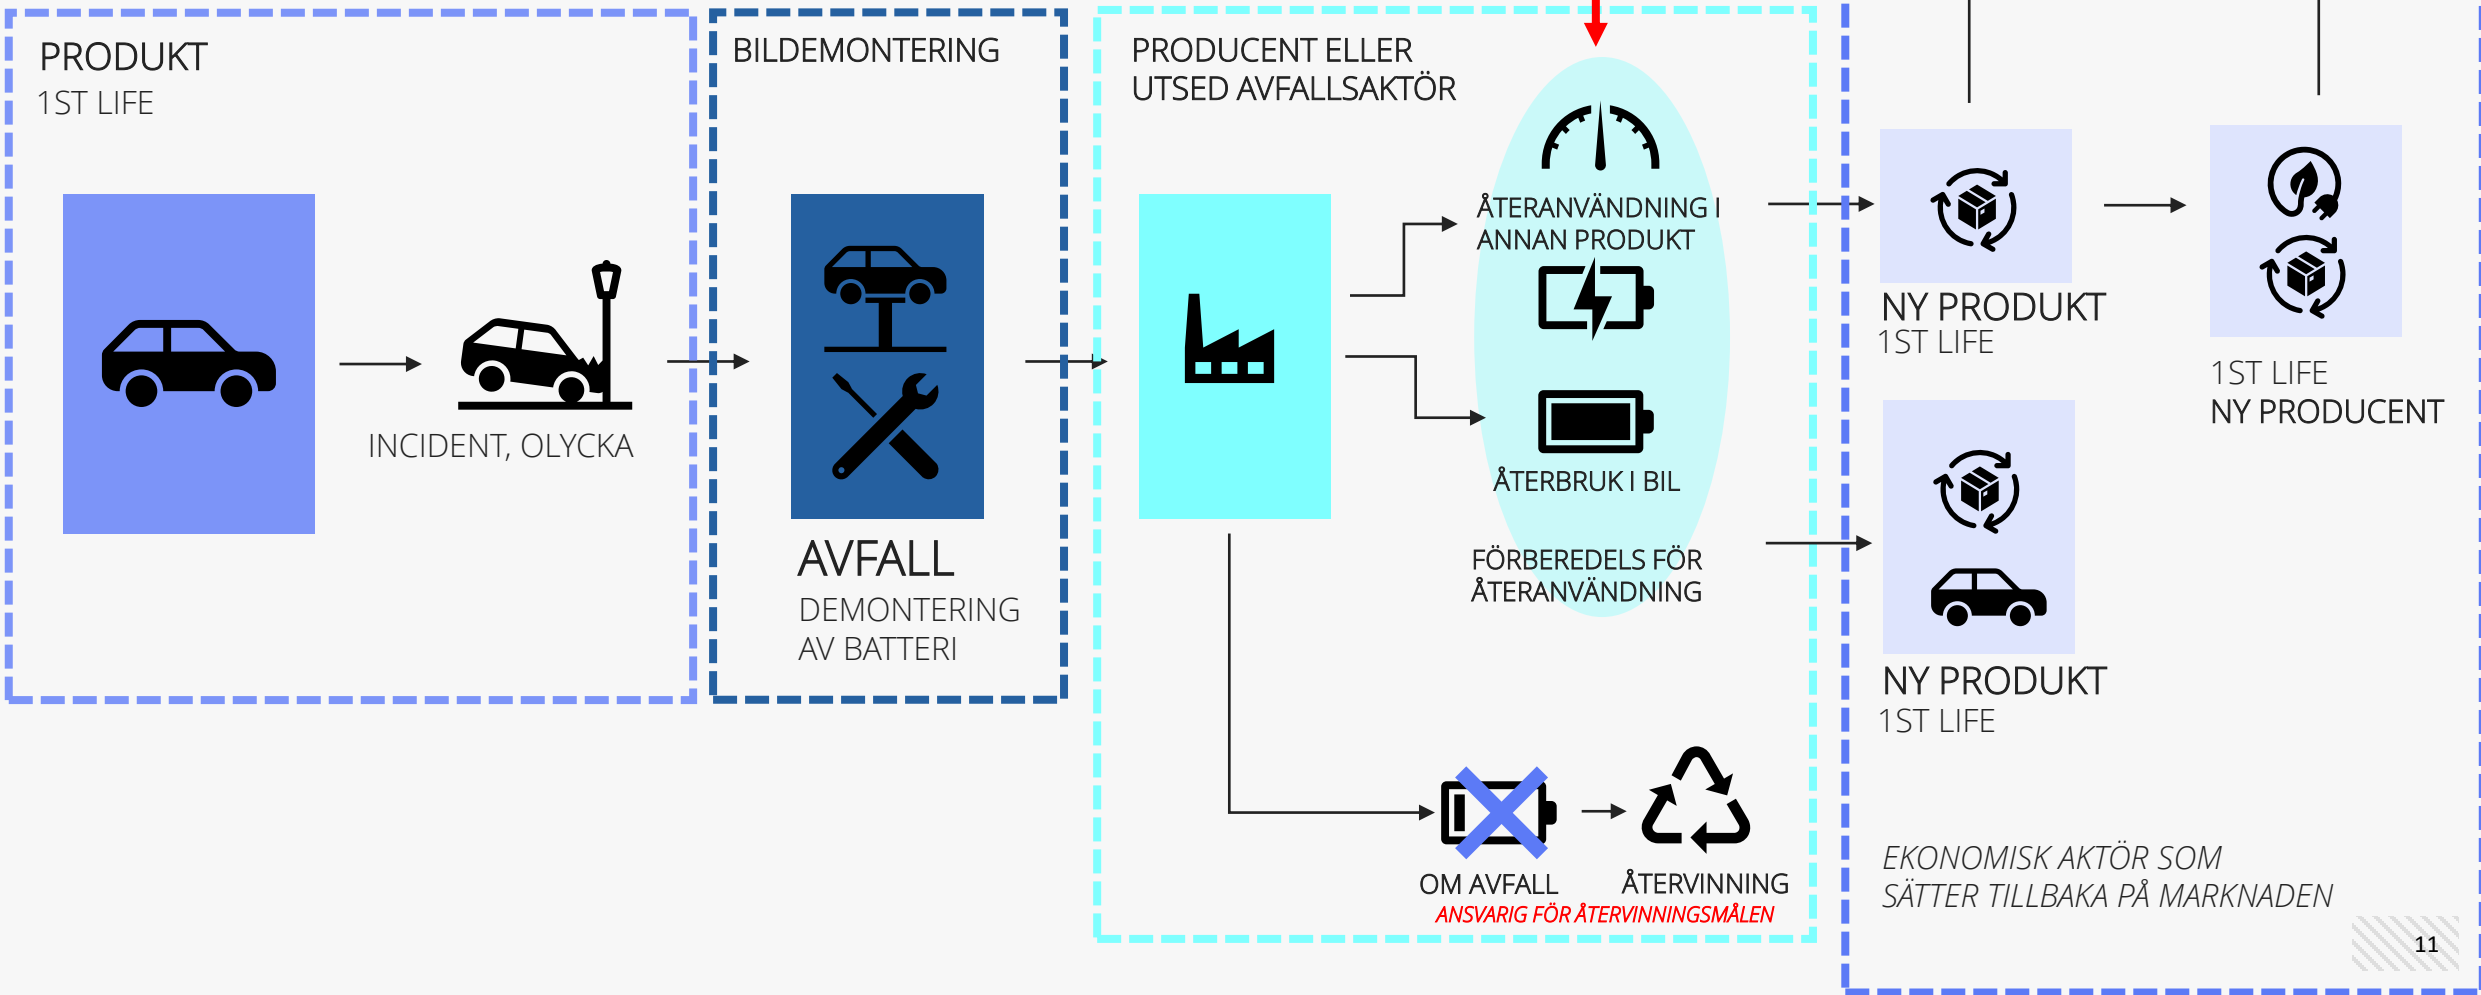 PRODUKT
1ST LIFE
INCIDENT, OLYCKA
BILDEMONTERING
AVFALL
DEMONTERING
AV BATTERI
PRODUCENT ELLER
UTSED AVFALLSAKTÖR
ÅTERANVÄNDNING I
ANNAN PRODUKT
ÅTERBRUK I BIL
FÖRBEREDELS FÖR
ÅTERANVÄNDNING
OM AVFALL
ÅTERVINNING
ANSVARIG FÖR ÅTERVINNINGSMÅLEN
NY PRODUKT
1ST LIFE
1ST LIFE
NY PRODUCENT
NY PRODUKT
1ST LIFE
EKONOMISK AKTÖR SOM
SÄTTER TILLBAKA PÅ MARKNADEN
11